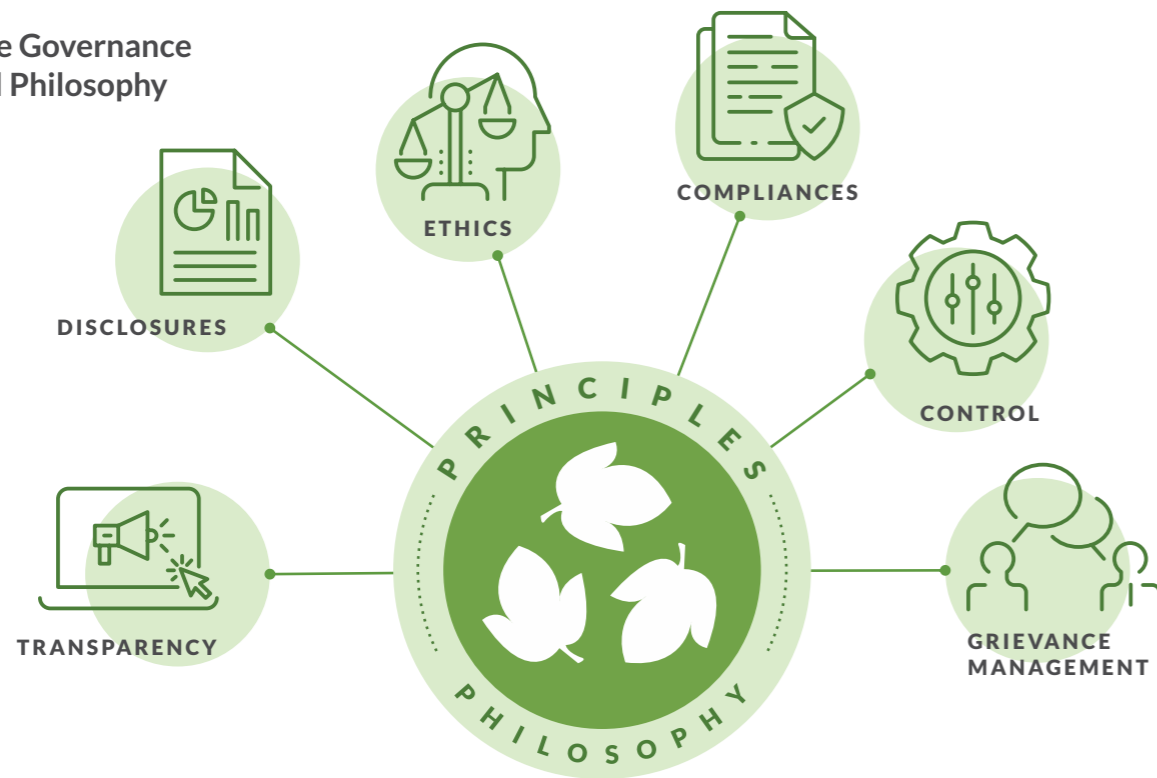 e Governance
Philosophy
ETHICS
COMPLIANCES
DISCLOSURES
CONTROL
TRANSPARENCY
GRIEVANCE
MANAGEMENT
PRINCIPLES
PHILOSOPHY